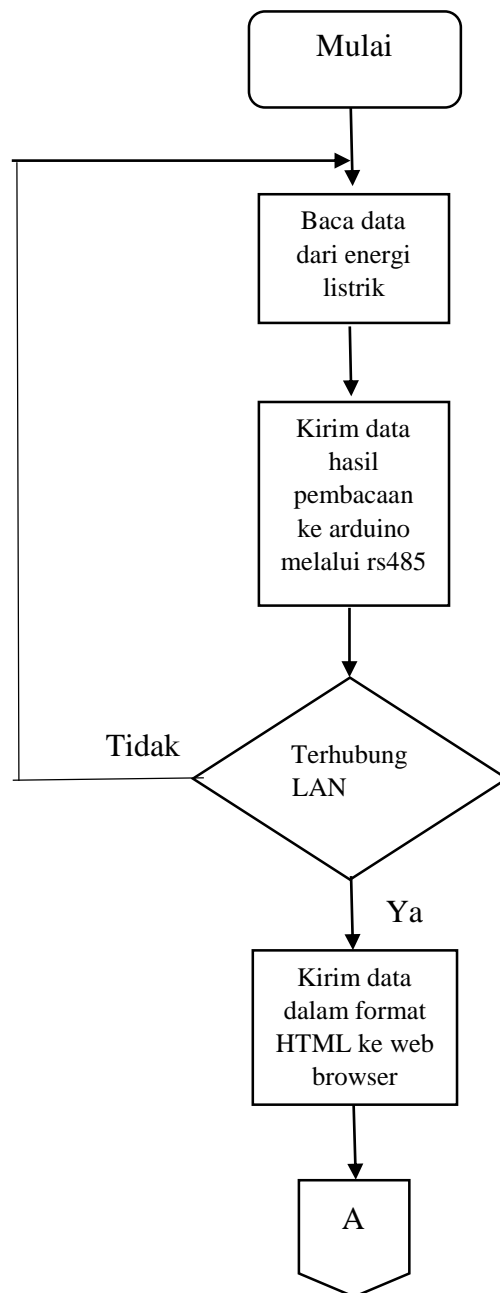 Mulai
Baca data
dari energi
listrik
Kirim data
hasil
pembacaan
ke arduino
melalui rs485
Tidak
Terhubung
LAN
Ya
Kirim data
dalam format
HTML ke web
browser
A